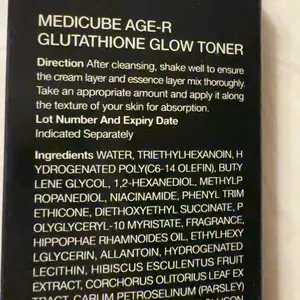 MEDICUBE AGE-R
GLUTATHIONE GLOW TONER
Direction After cleansing, shake well to ensure
the cream layer and essence layer mix thoroughly.
Take an appropriate amount and apply it along
the texture of your skin for absorption.
Lot Number And Expiry Date
Indicated Separately
Ingredients WATER, TRIETHYLHEXANOIN, H
YDROGENATED POLY(C6-14 OLEFIN), BUTY
LENE GLYCOL, 1,2-HEXANEDIOL, METHYLP
ROPANEDIOL, NIACINAMIDE, PHENYL TRIM
ETHICONE, DIETHOXYETHYL SUCCINATE, P
OLYGLYCERYL-10 MYRISTATE, FRAGRANCE,
HIPPOPHAE RHAMNOIDES OIL, ETHYLHEXY
LGLYCERIN, ALLANTOIN, HYDROGENATED
LECITHIN, HIBISCUS ESCULENTUS FRUIT
EXTRACT, CORCHORUS OLITORIUS LEAF EX
TRACT, CARUM PETROSELINUM (PARSLEY)